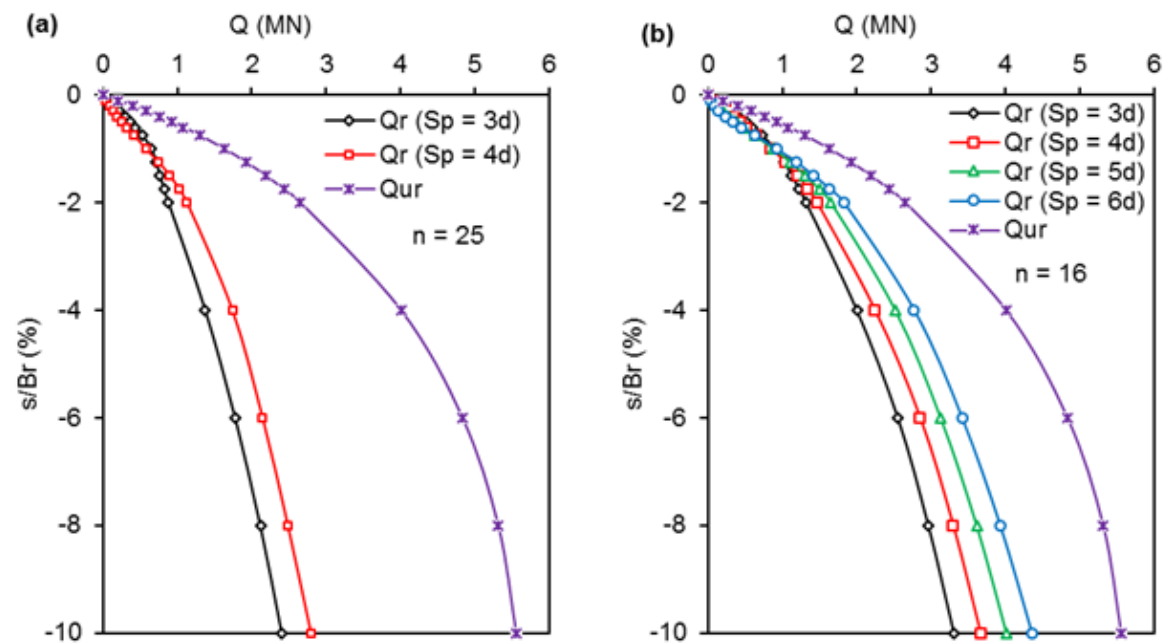 (a)
Q (MN)
0 1 2 3 4 5 6
0
-2
-4
-6
-8
-10
s/Br (%)
Qr (Sp = 3d)
Qr (Sp = 4d)
Qur
n = 25
(b)
Q (MN)
0 1 2 3 4 5 6
0
-2
-4
-6
-8
-10
s/Br (%)
Qr (Sp = 3d)
Qr (Sp = 4d)
Qr (Sp = 5d)
Qr (Sp = 6d)
Qur
n = 16